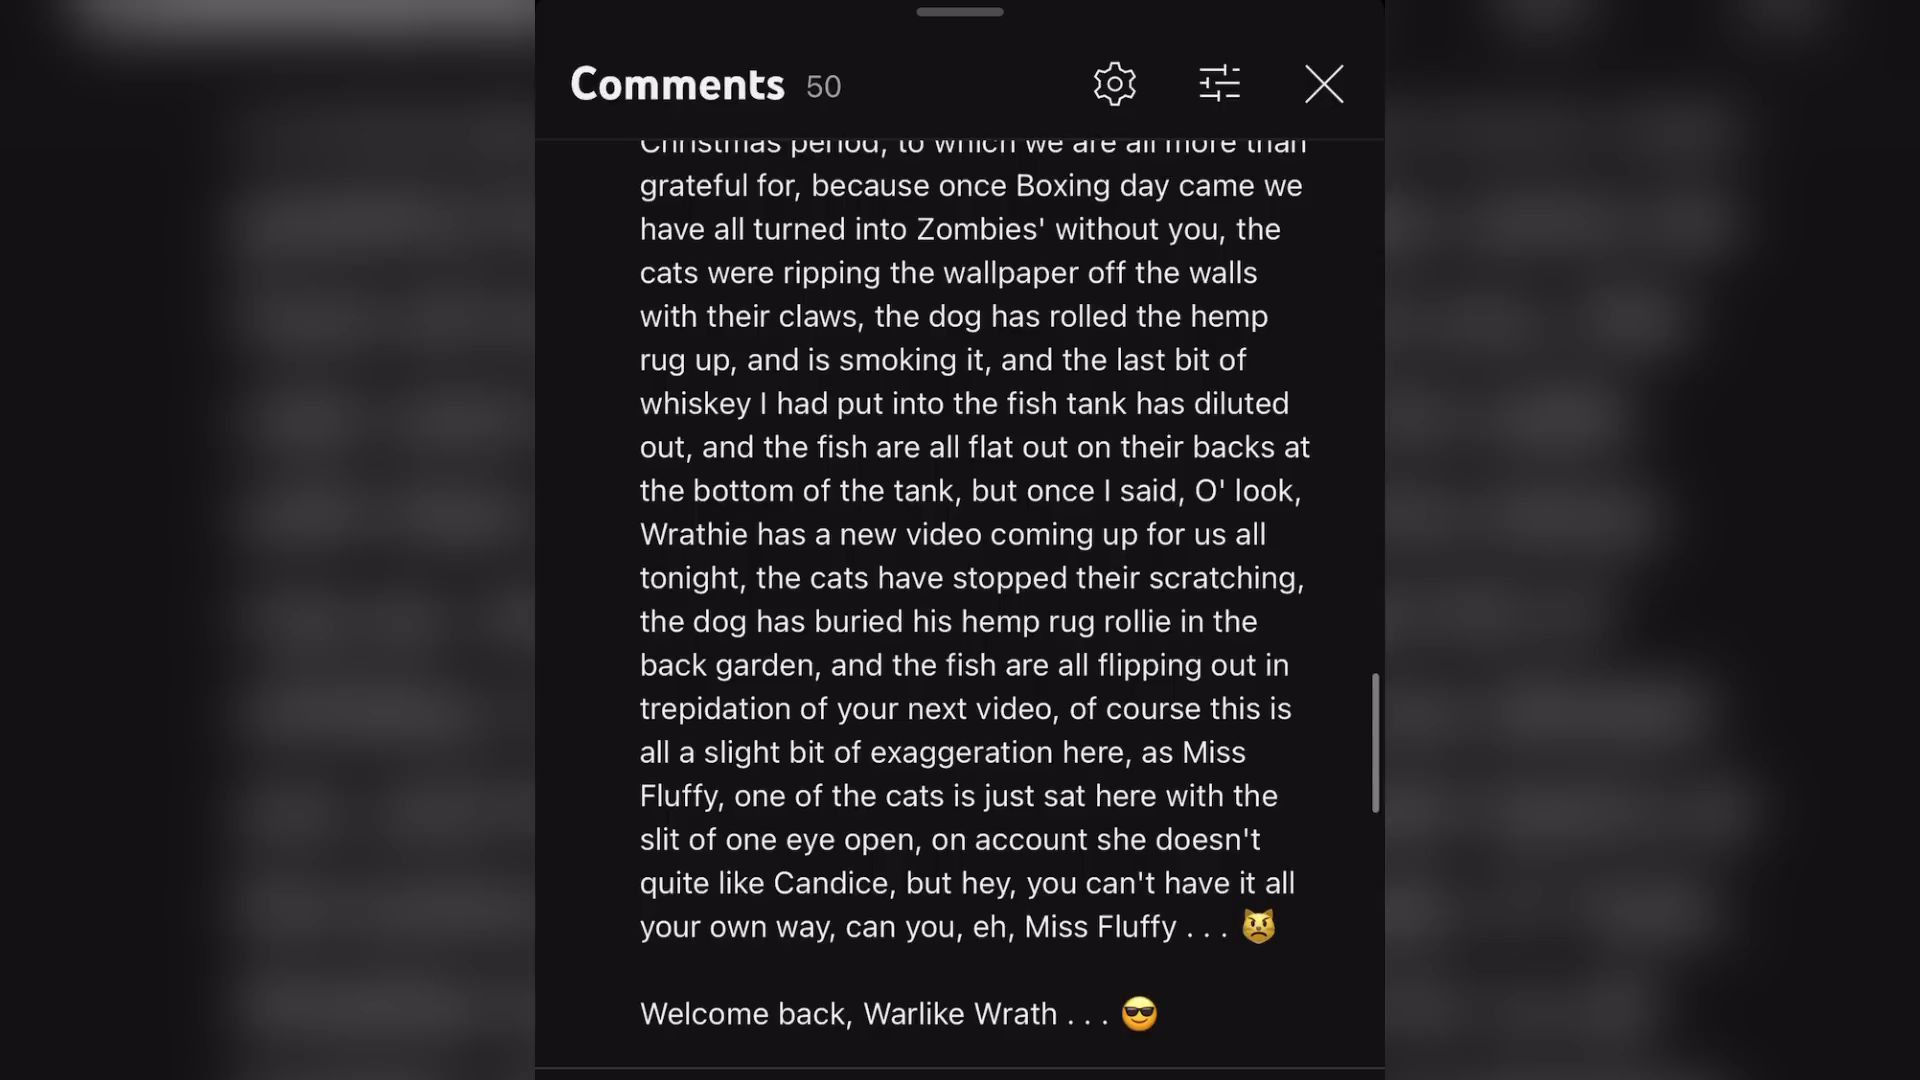 Comments 50
Christmas period, to which we are all more than
grateful for, because once Boxing day came we
have all turned into Zombies' without you, the
cats were ripping the wallpaper off the walls
with their claws, the dog has rolled the hemp
rug up, and is smoking it, and the last bit of
whiskey I had put into the fish tank has diluted
out, and the fish are all flat out on their backs at
the bottom of the tank, but once I said, O' look,
Wrathie has a new video coming up for us all
tonight, the cats have stopped their scratching,
the dog has buried his hemp rug rollie in the
back garden, and the fish are all flipping out in
trepidation of your next video, of course this is
all a slight bit of exaggeration here, as Miss
Fluffy, one of the cats is just sat here with the
slit of one eye open, on account she doesn't
quite like Candice, but hey, you can't have it all
your own way, can you, eh, Miss Fluffy . . . 😾
Welcome back, Warlike Wrath . . . 😎